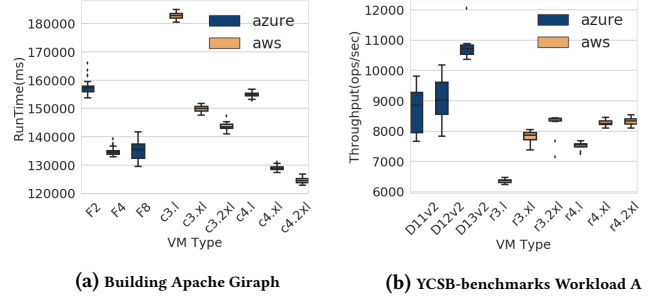 180000
170000
160000
150000
140000
130000
120000
RunTime(ms)
azure
aws
F2
F4
F8
c3.l
c3.xl
c3.2xl
c4.l
c4.xl
c4.2xl
VM Type
(a) Building Apache Giraph
12000
11000
10000
9000
8000
7000
6000
Throughput(ops/sec)
azure
aws
D11v2
D12v2
D13v2
r3.l
r3.xl
r3.2xl
r4.l
r4.xl
r4.2xl
VM Type
(b) YCSB-benchmarks Workload A